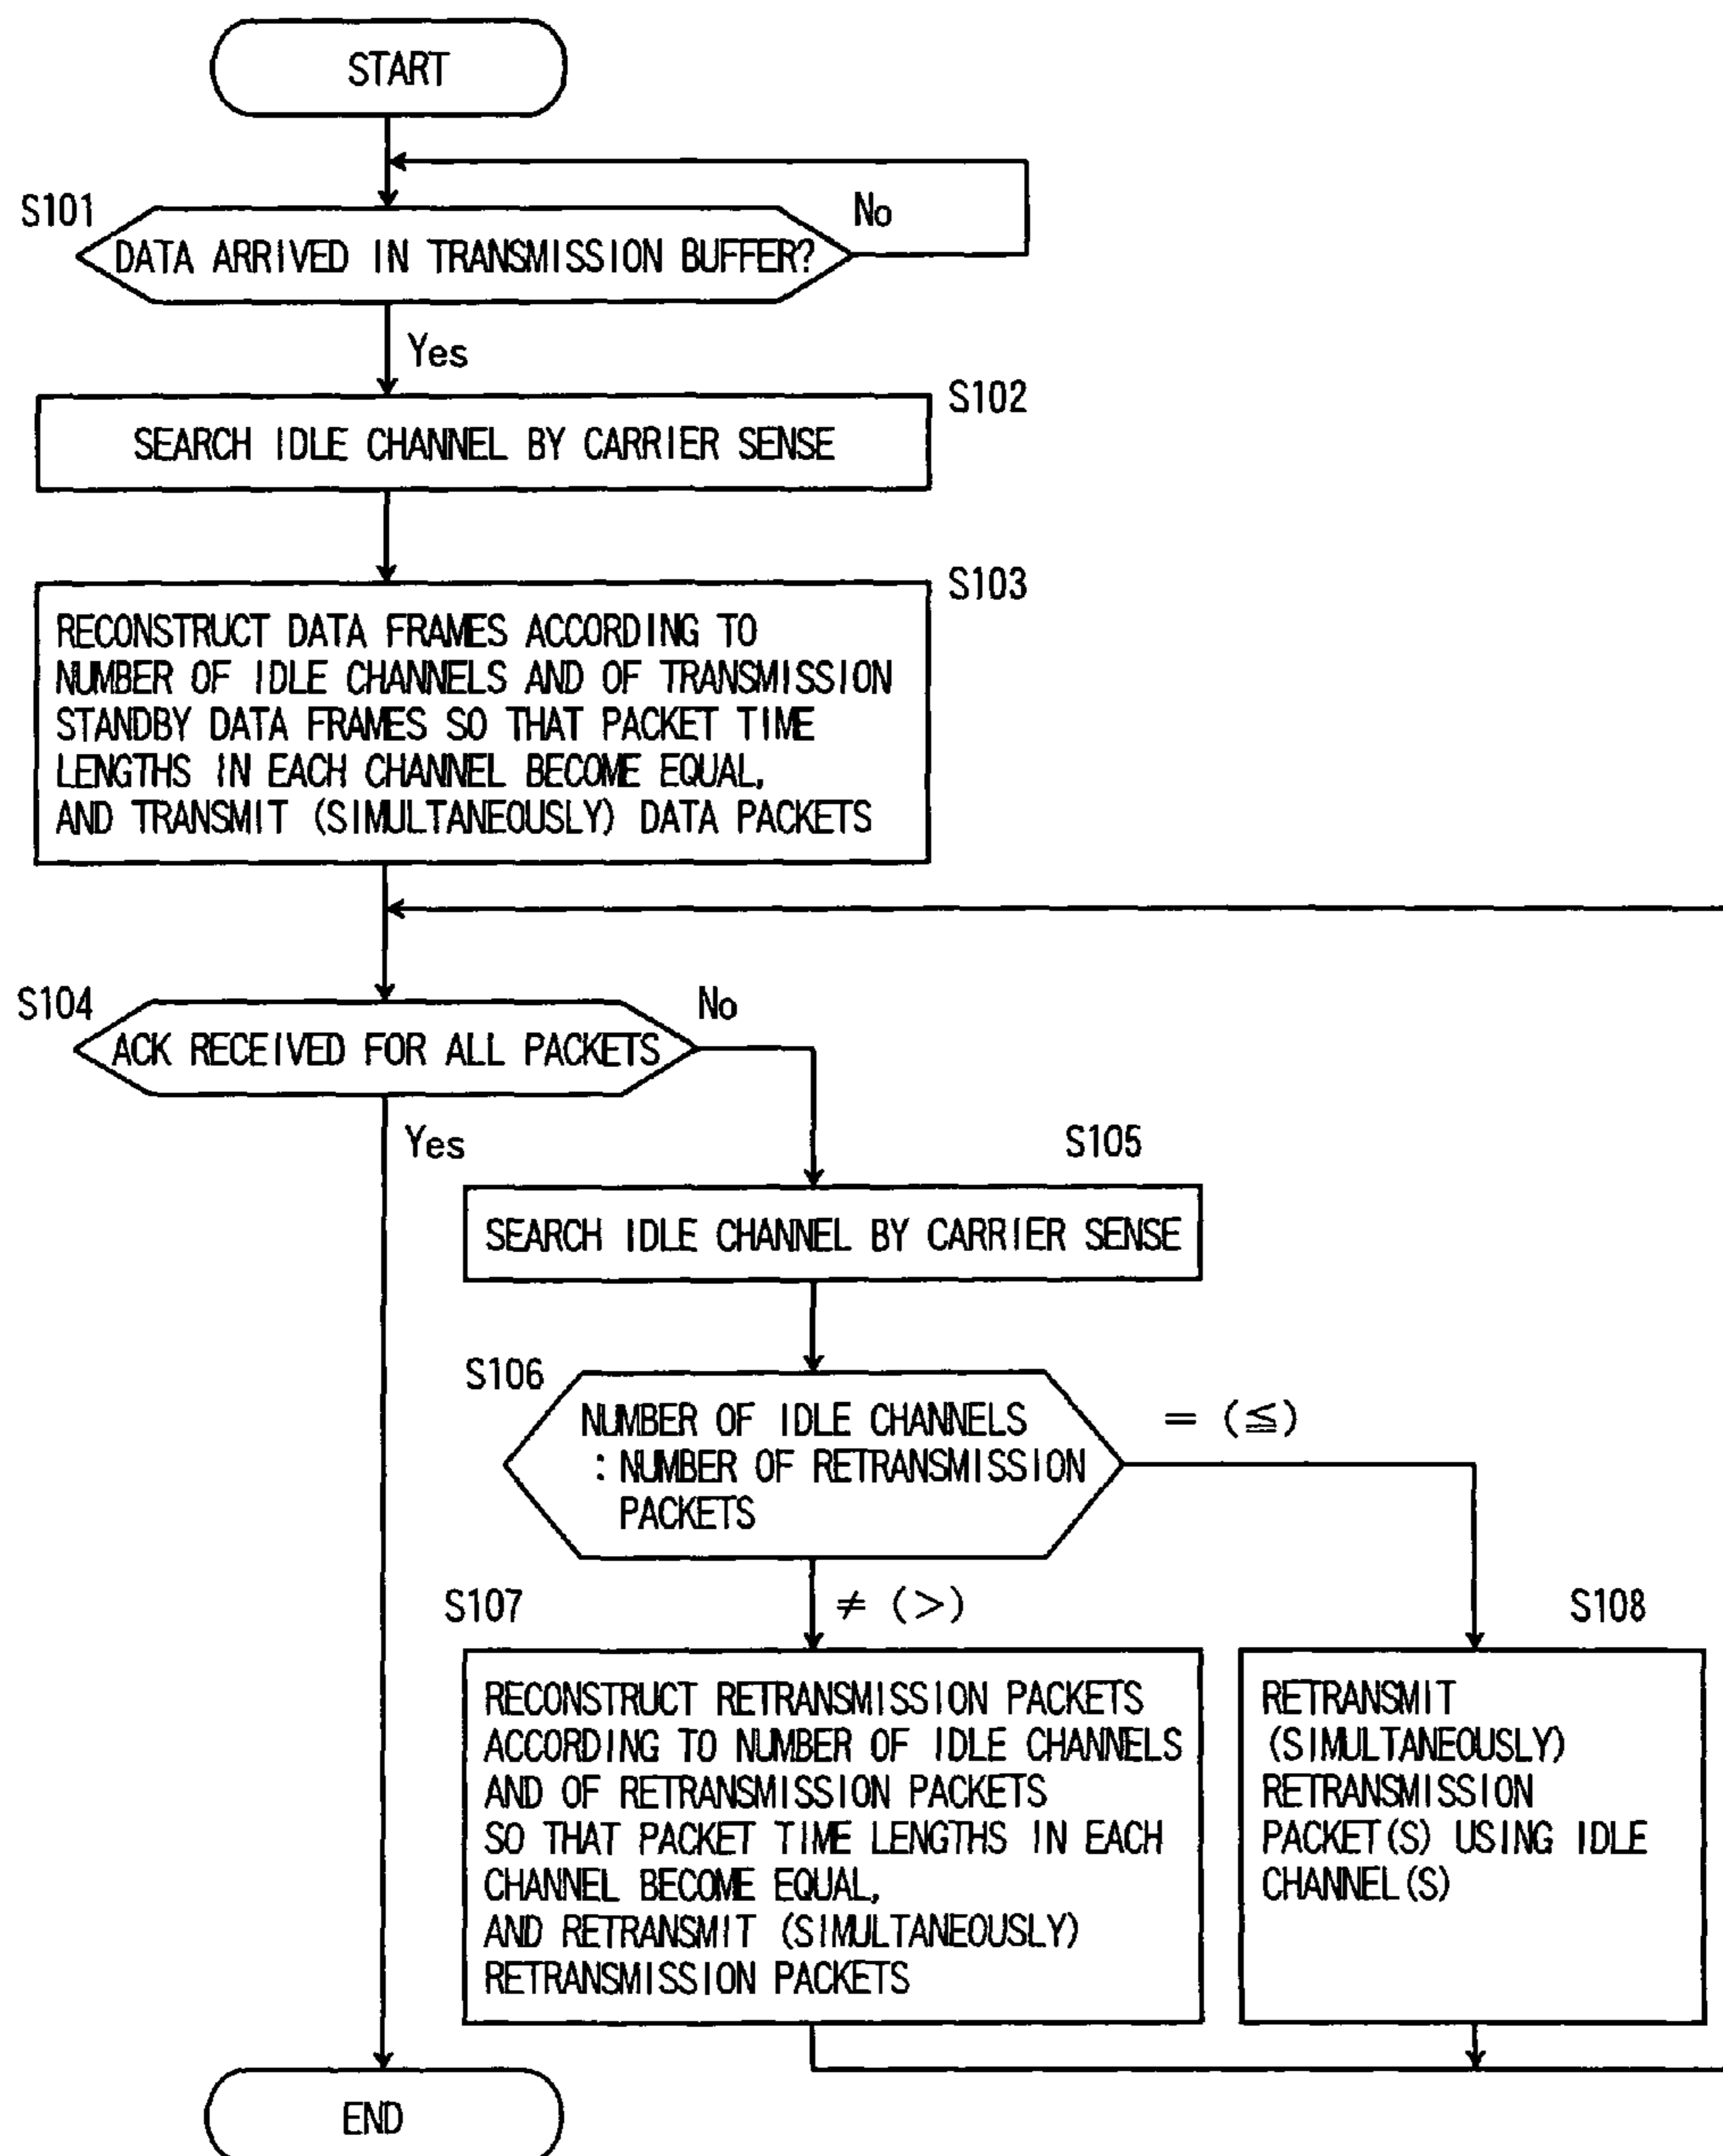 START
S101
DATA ARRIVED IN TRANSMISSION BUFFER?
No
Yes
S102
SEARCH IDLE CHANNEL BY CARRIER SENSE
S103
RECONSTRUCT DATA FRAMES ACCORDING TO
NUMBER OF IDLE CHANNELS AND OF TRANSMISSION
STANDBY DATA FRAMES SO THAT PACKET TIME
LENGTHS IN EACH CHANNEL BECOME EQUAL,
AND TRANSMIT (SIMULTANEOUSLY) DATA PACKETS
S104
ACK RECEIVED FOR ALL PACKETS
No
Yes
S105
SEARCH IDLE CHANNEL BY CARRIER SENSE
S106
NUMBER OF IDLE CHANNELS
: NUMBER OF RETRANSMISSION
PACKETS
= (≦)
≠ (>)
S107
RECONSTRUCT RETRANSMISSION PACKETS
ACCORDING TO NUMBER OF IDLE CHANNELS
AND OF RETRANSMISSION PACKETS
SO THAT PACKET TIME LENGTHS IN EACH
CHANNEL BECOME EQUAL,
AND RETRANSMIT (SIMULTANEOUSLY)
RETRANSMISSION PACKETS
S108
RETRANSMIT
(SIMULTANEOUSLY)
RETRANSMISSION
PACKET(S) USING IDLE
CHANNEL(S)
END